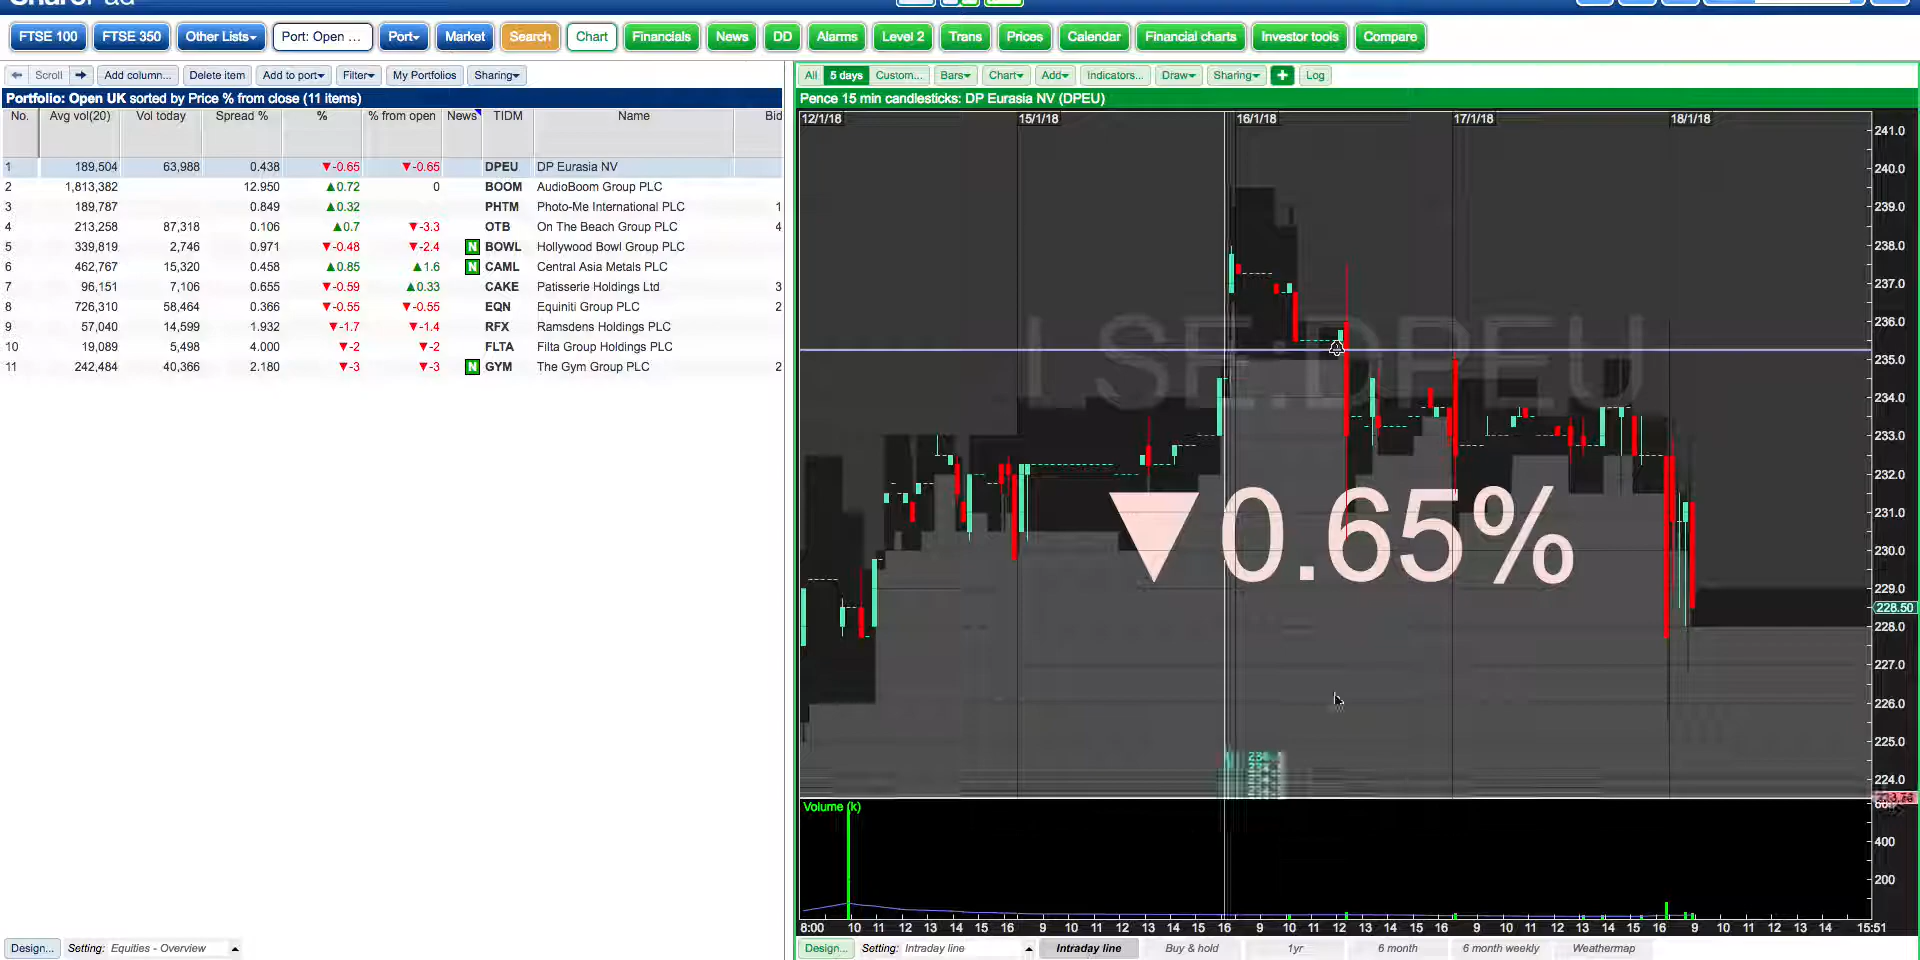 SharePad
FTSE 100 FTSE 350 Other Lists Port: Open ... Port Market Search Chart Financials News DD Alarms Level 2 Trans Prices Calendar Financial charts Investor tools Compare
Scroll Add column... Delete item Add to port Filter My Portfolios Sharing
All 5 days Custom... Bars Chart Add Indicators... Draw Sharing + Log
Portfolio: Open UK sorted by Price % from close (11 items)
Pence 15 min candlesticks: DP Eurasia NV (DPEU)
No. Avg vol(20) Vol today Spread % % % from open News TIDM Name Bid
1 189,504 63,988 0.438 ▼-0.65 ▼-0.65 DPEU DP Eurasia NV
2 1,813,382 12.950 ▲0.72 0 BOOM AudioBoom Group PLC
3 189,787 0.849 ▲0.32 PHTM Photo-Me International PLC 1
4 213,258 87,318 0.106 ▲0.7 ▼-3.3 OTB On The Beach Group PLC 4
5 339,819 2,746 0.971 ▼-0.48 ▼-2.4 N BOWL Hollywood Bowl Group PLC
6 462,767 15,320 0.458 ▲0.85 ▲1.6 N CAML Central Asia Metals PLC
7 96,151 7,106 0.655 ▼-0.59 ▲0.33 CAKE Patisserie Holdings Ltd 3
8 726,310 58,464 0.366 ▼-0.55 ▼-0.55 EQN Equiniti Group PLC 2
9 57,040 14,599 1.932 ▼-1.7 ▼-1.4 RFX Ramsdens Holdings PLC
10 19,089 5,498 4.000 ▼-2 ▼-2 FLTA Filta Group Holdings PLC
11 242,484 40,366 2.180 ▼-3 ▼-3 N GYM The Gym Group PLC 2
12/1/18 15/1/18 16/1/18 17/1/18 18/1/18
LSE:DPEU
▼0.65%
241.0
240.0
239.0
238.0
237.0
236.0
235.0
234.0
233.0
232.0
231.0
230.0
229.0
228.50
228.0
227.0
226.0
225.0
224.0
Volume (k)
400
200
8:00 10 11 12 13 14 16 9 10 11 12 13 14 16 9 10 11 12 13 14 16 9 10 11 12 13 14 16 9 10 11 12 13 14 15:51
Design... Setting: Equities - Overview
Design... Setting: Intraday line Intraday line Buy & hold 1yr 6 month 6 month weekly Weathermap